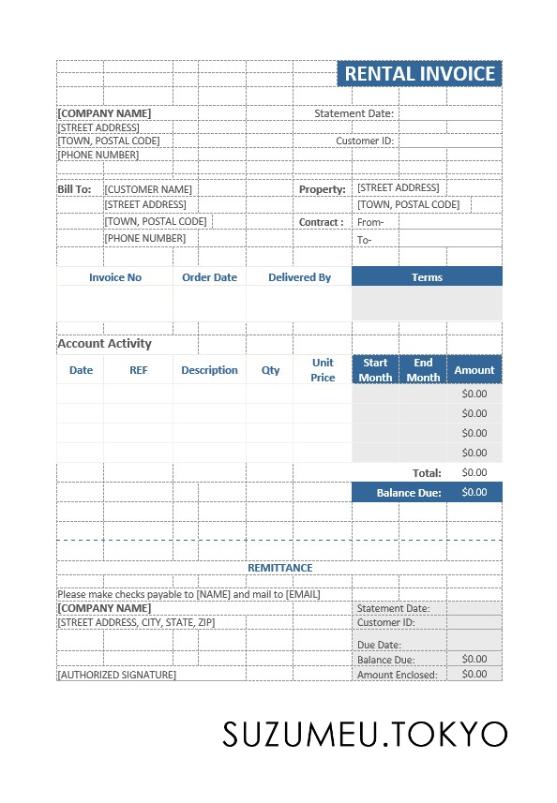 RENTAL INVOICE
[COMPANY NAME] Statement Date:
[STREET ADDRESS]
[TOWN, POSTAL CODE] Customer ID:
[PHONE NUMBER]
Bill To: [CUSTOMER NAME] Property: [STREET ADDRESS]
[STREET ADDRESS] [TOWN, POSTAL CODE]
[TOWN, POSTAL CODE] Contract : From-
[PHONE NUMBER] To-
Invoice No Order Date Delivered By Terms
Account Activity
Date REF Description Qty Unit Price Start Month End Month Amount
$0.00
$0.00
$0.00
$0.00
Total: $0.00
Balance Due: $0.00
REMITTANCE
Please make checks payable to [NAME] and mail to [EMAIL]
[COMPANY NAME] Statement Date:
[STREET ADDRESS, CITY, STATE, ZIP] Customer ID:
Due Date:
Balance Due: $0.00
[AUTHORIZED SIGNATURE] Amount Enclosed: $0.00
SUZUMEU.TOKYO